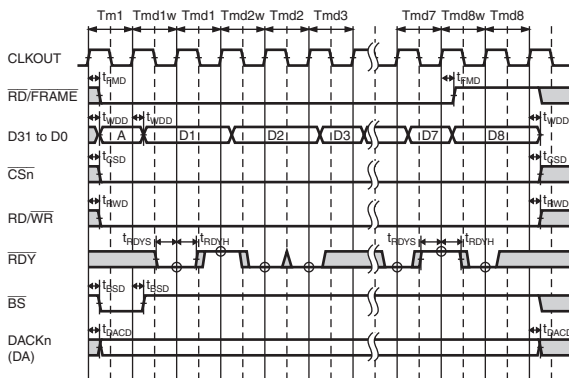 Tm1 Tmd1w Tmd1 Tmd2w Tmd2 Tmd3 Tmd7 Tmd8w Tmd8
CLKOUT
tFMD tFMD
RD/FRAME
tWDD tWDD tWDD
D31 to D0 A D1 D2 D3 D7 D8
tCSD tCSD
CSn
tRWD tRWD
RD/WR
tRDYS tRDYH tRDYS tRDYH
RDY
tBSD tBSD
BS
tDACD tDACD
DACKn
(DA)